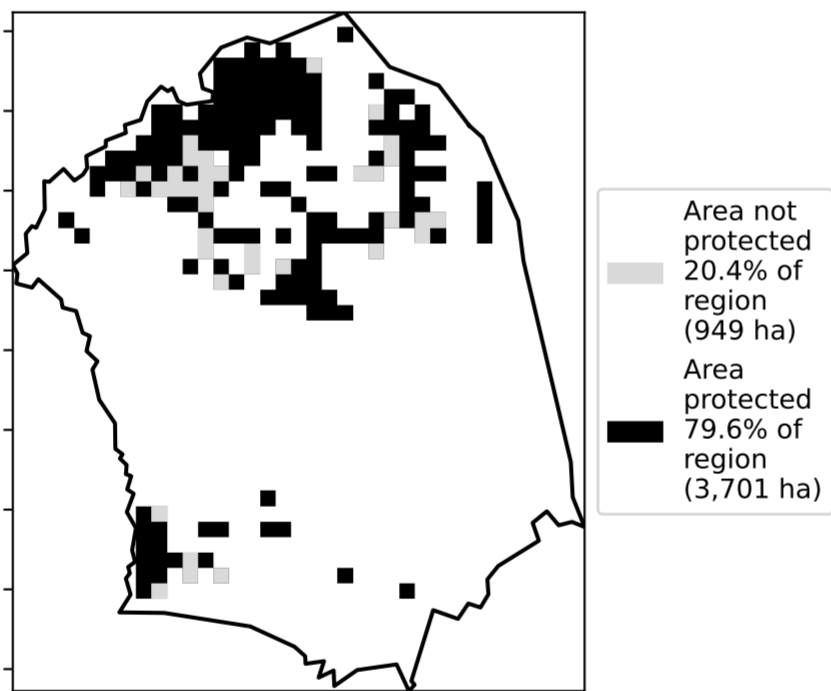 Area not
protected
20.4% of
region
(949 ha)
Area
protected
79.6% of
region
(3,701 ha)